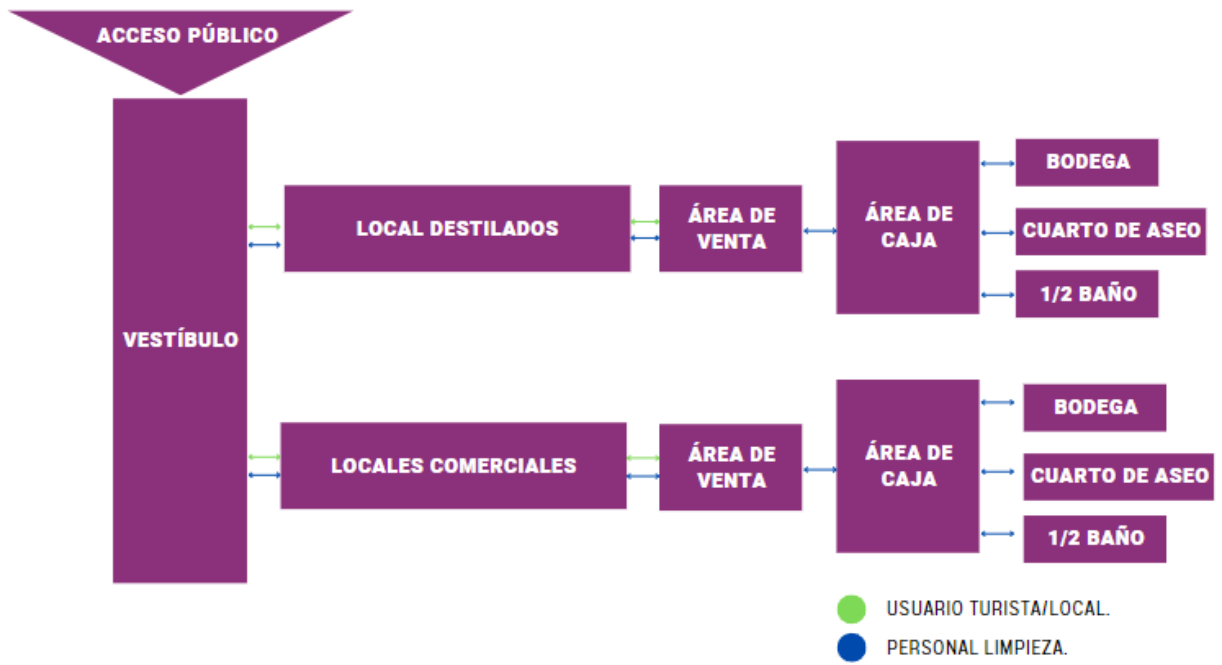 ACCESO PÚBLICO
VESTÍBULO
LOCAL DESTILADOS
ÁREA DE
VENTA
ÁREA DE
CAJA
BODEGA
CUARTO DE ASEO
1/2 BAÑO
LOCALES COMERCIALES
ÁREA DE
VENTA
ÁREA DE
CAJA
BODEGA
CUARTO DE ASEO
1/2 BAÑO
USUARIO TURISTA/LOCAL.
PERSONAL LIMPIEZA.